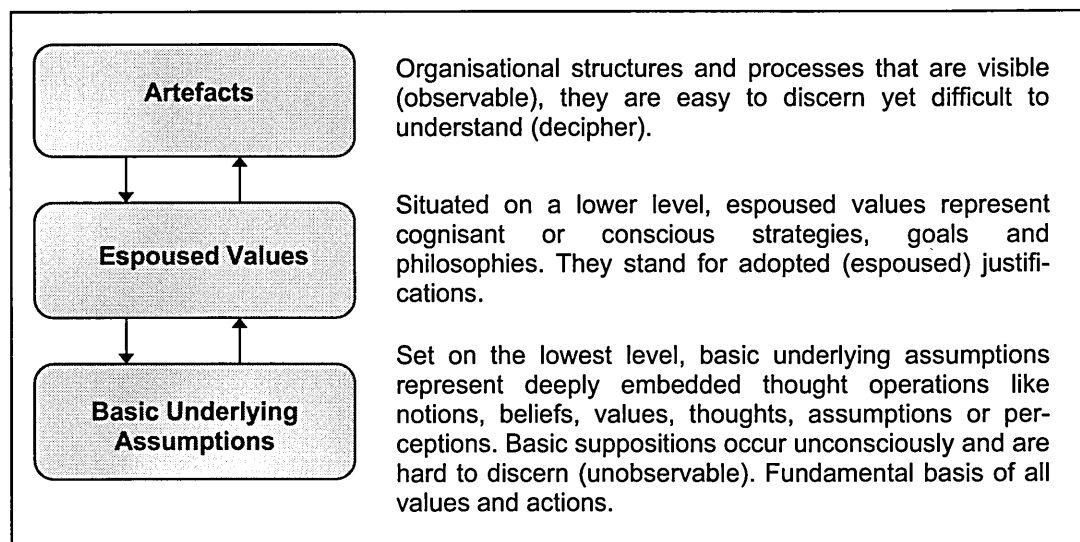 Artefacts
Organisational structures and processes that are visible
(observable), they are easy to discern yet difficult to
understand (decipher).
Espoused Values
Situated on a lower level, espoused values represent
cognisant or conscious strategies, goals and
philosophies. They stand for adopted (espoused) justifi-
cations.
Basic Underlying
Assumptions
Set on the lowest level, basic underlying assumptions
represent deeply embedded thought operations like
notions, beliefs, values, thoughts, assumptions or per-
ceptions. Basic suppositions occur unconsciously and are
hard to discern (unobservable). Fundamental basis of all
values and actions.